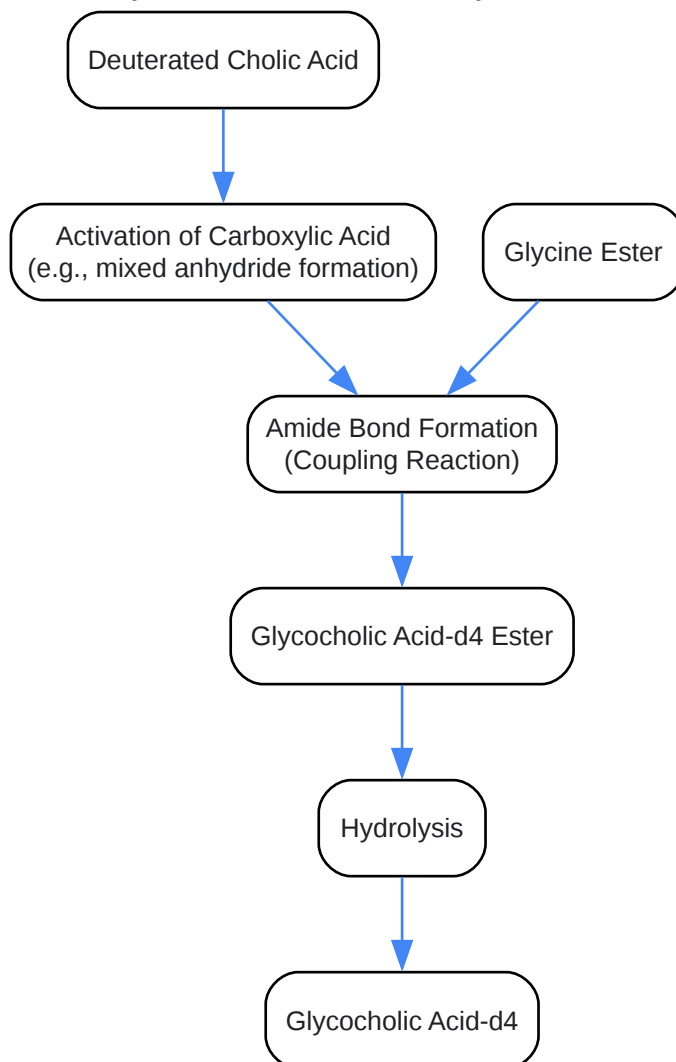 Deuterated Cholic Acid
Activation of Carboxylic Acid
(e.g., mixed anhydride formation)
Glycine Ester
Amide Bond Formation
(Coupling Reaction)
Glycocholic Acid-d4 Ester
Hydrolysis
Glycocholic Acid-d4